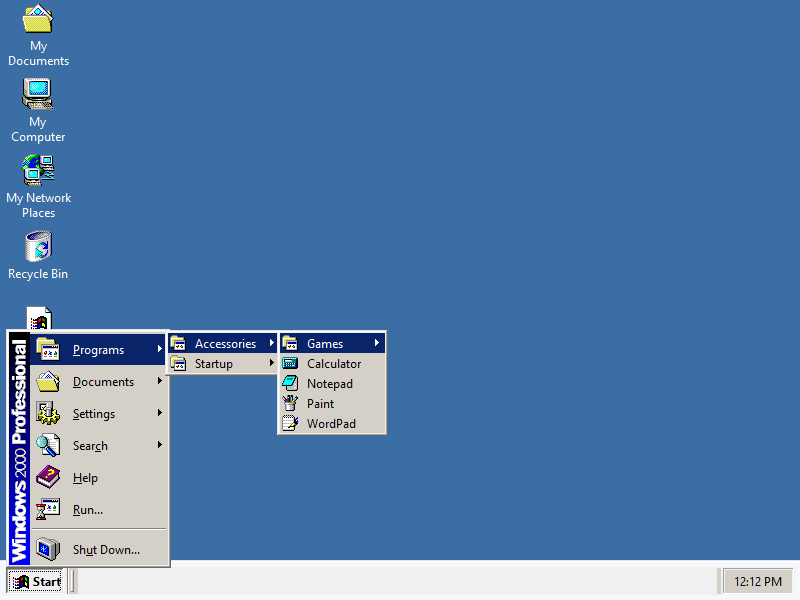 My
Documents
My
Computer
My Network
Places
Recycle Bin
Windows 2000 Professional
Programs
Documents
Settings
Search
Help
Run...
Shut Down...
Accessories
Startup
Games
Calculator
Notepad
Paint
WordPad
Start
12:12 PM